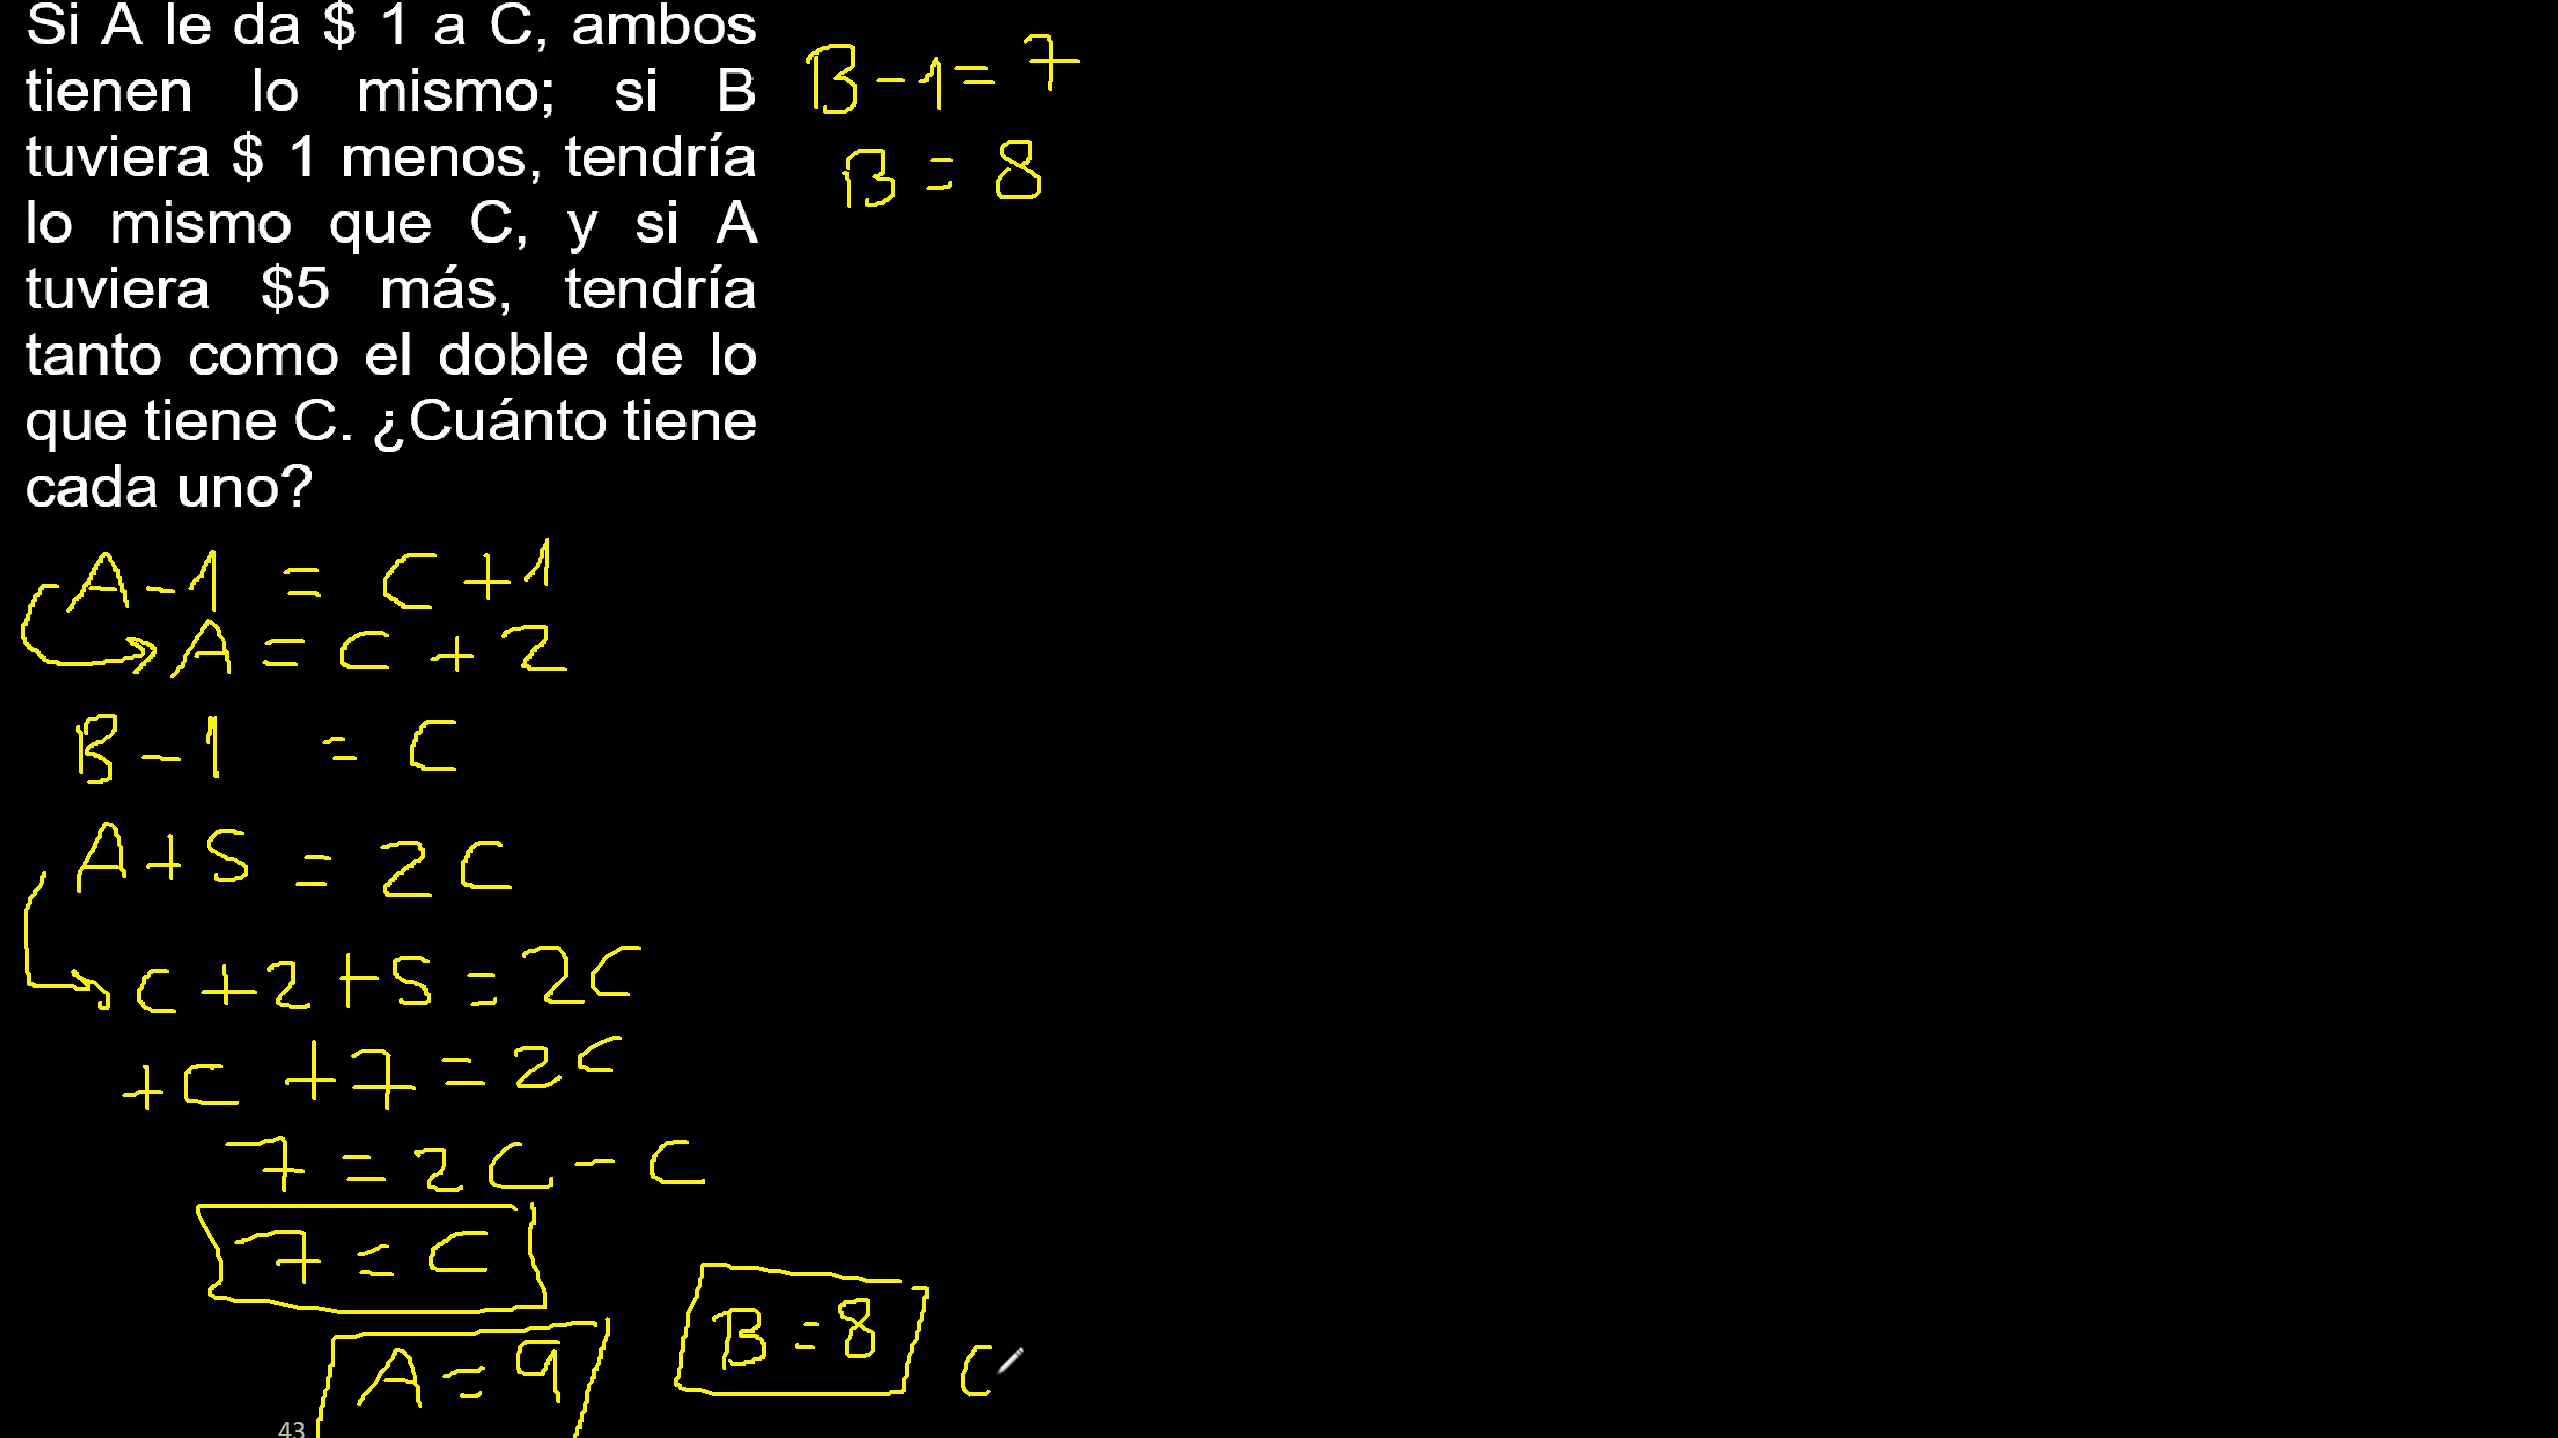 Si A le da $ 1 a C, ambos
tienen lo mismo; si B
tuviera $ 1 menos, tendría
lo mismo que C, y si A
tuviera $5 más, tendría
tanto como el doble de lo
que tiene C. ¿Cuánto tiene
cada uno?
A-1 = C+1
A = C + 2
B-1 = C
A+5 = 2C
C+2+5=2C
+C +7=2C
7=2C-C
7=C
A=9
B=8
C
B-1=7
B=8
43